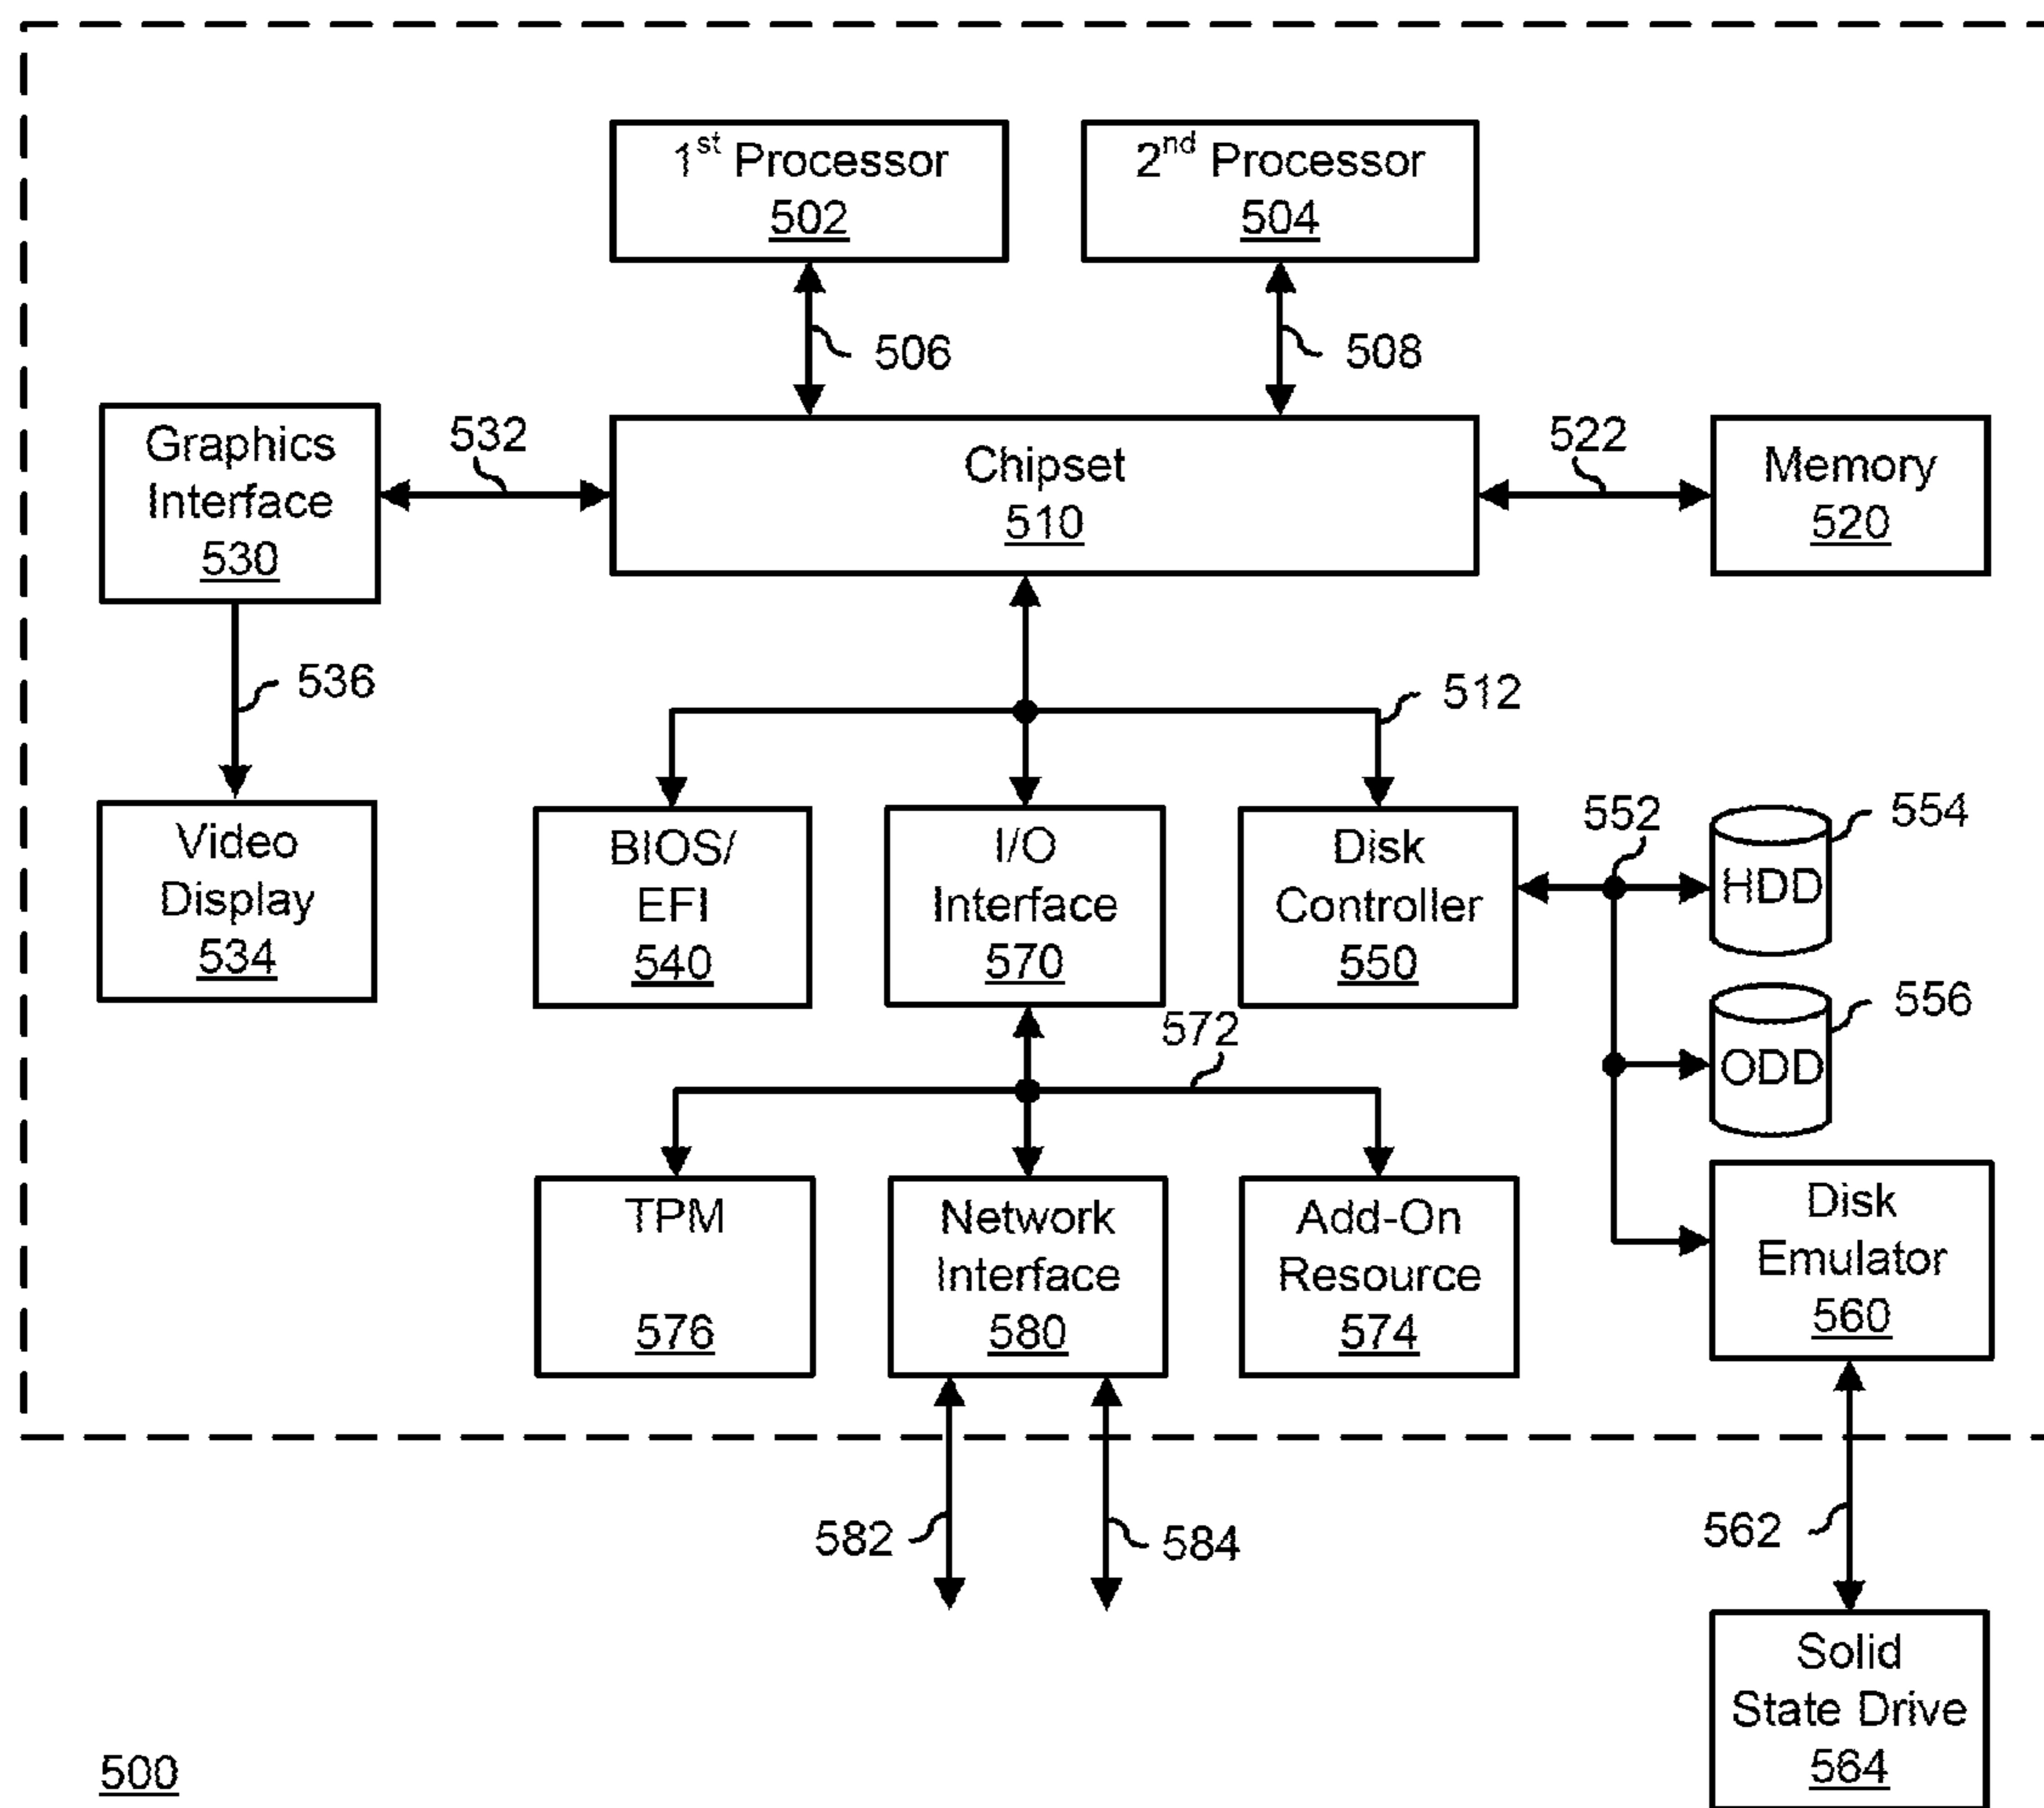 1st Processor
502
2nd Processor
504
506
508
Graphics
Interface
530
532
Chipset
510
522
Memory
520
536
512
Video
Display
534
BIOS/
EFI
540
I/O
Interface
570
Disk
Controller
550
552
HDD
554
ODD
556
572
TPM
576
Network
Interface
580
Add-On
Resource
574
Disk
Emulator
560
582
584
562
Solid
State Drive
564
500